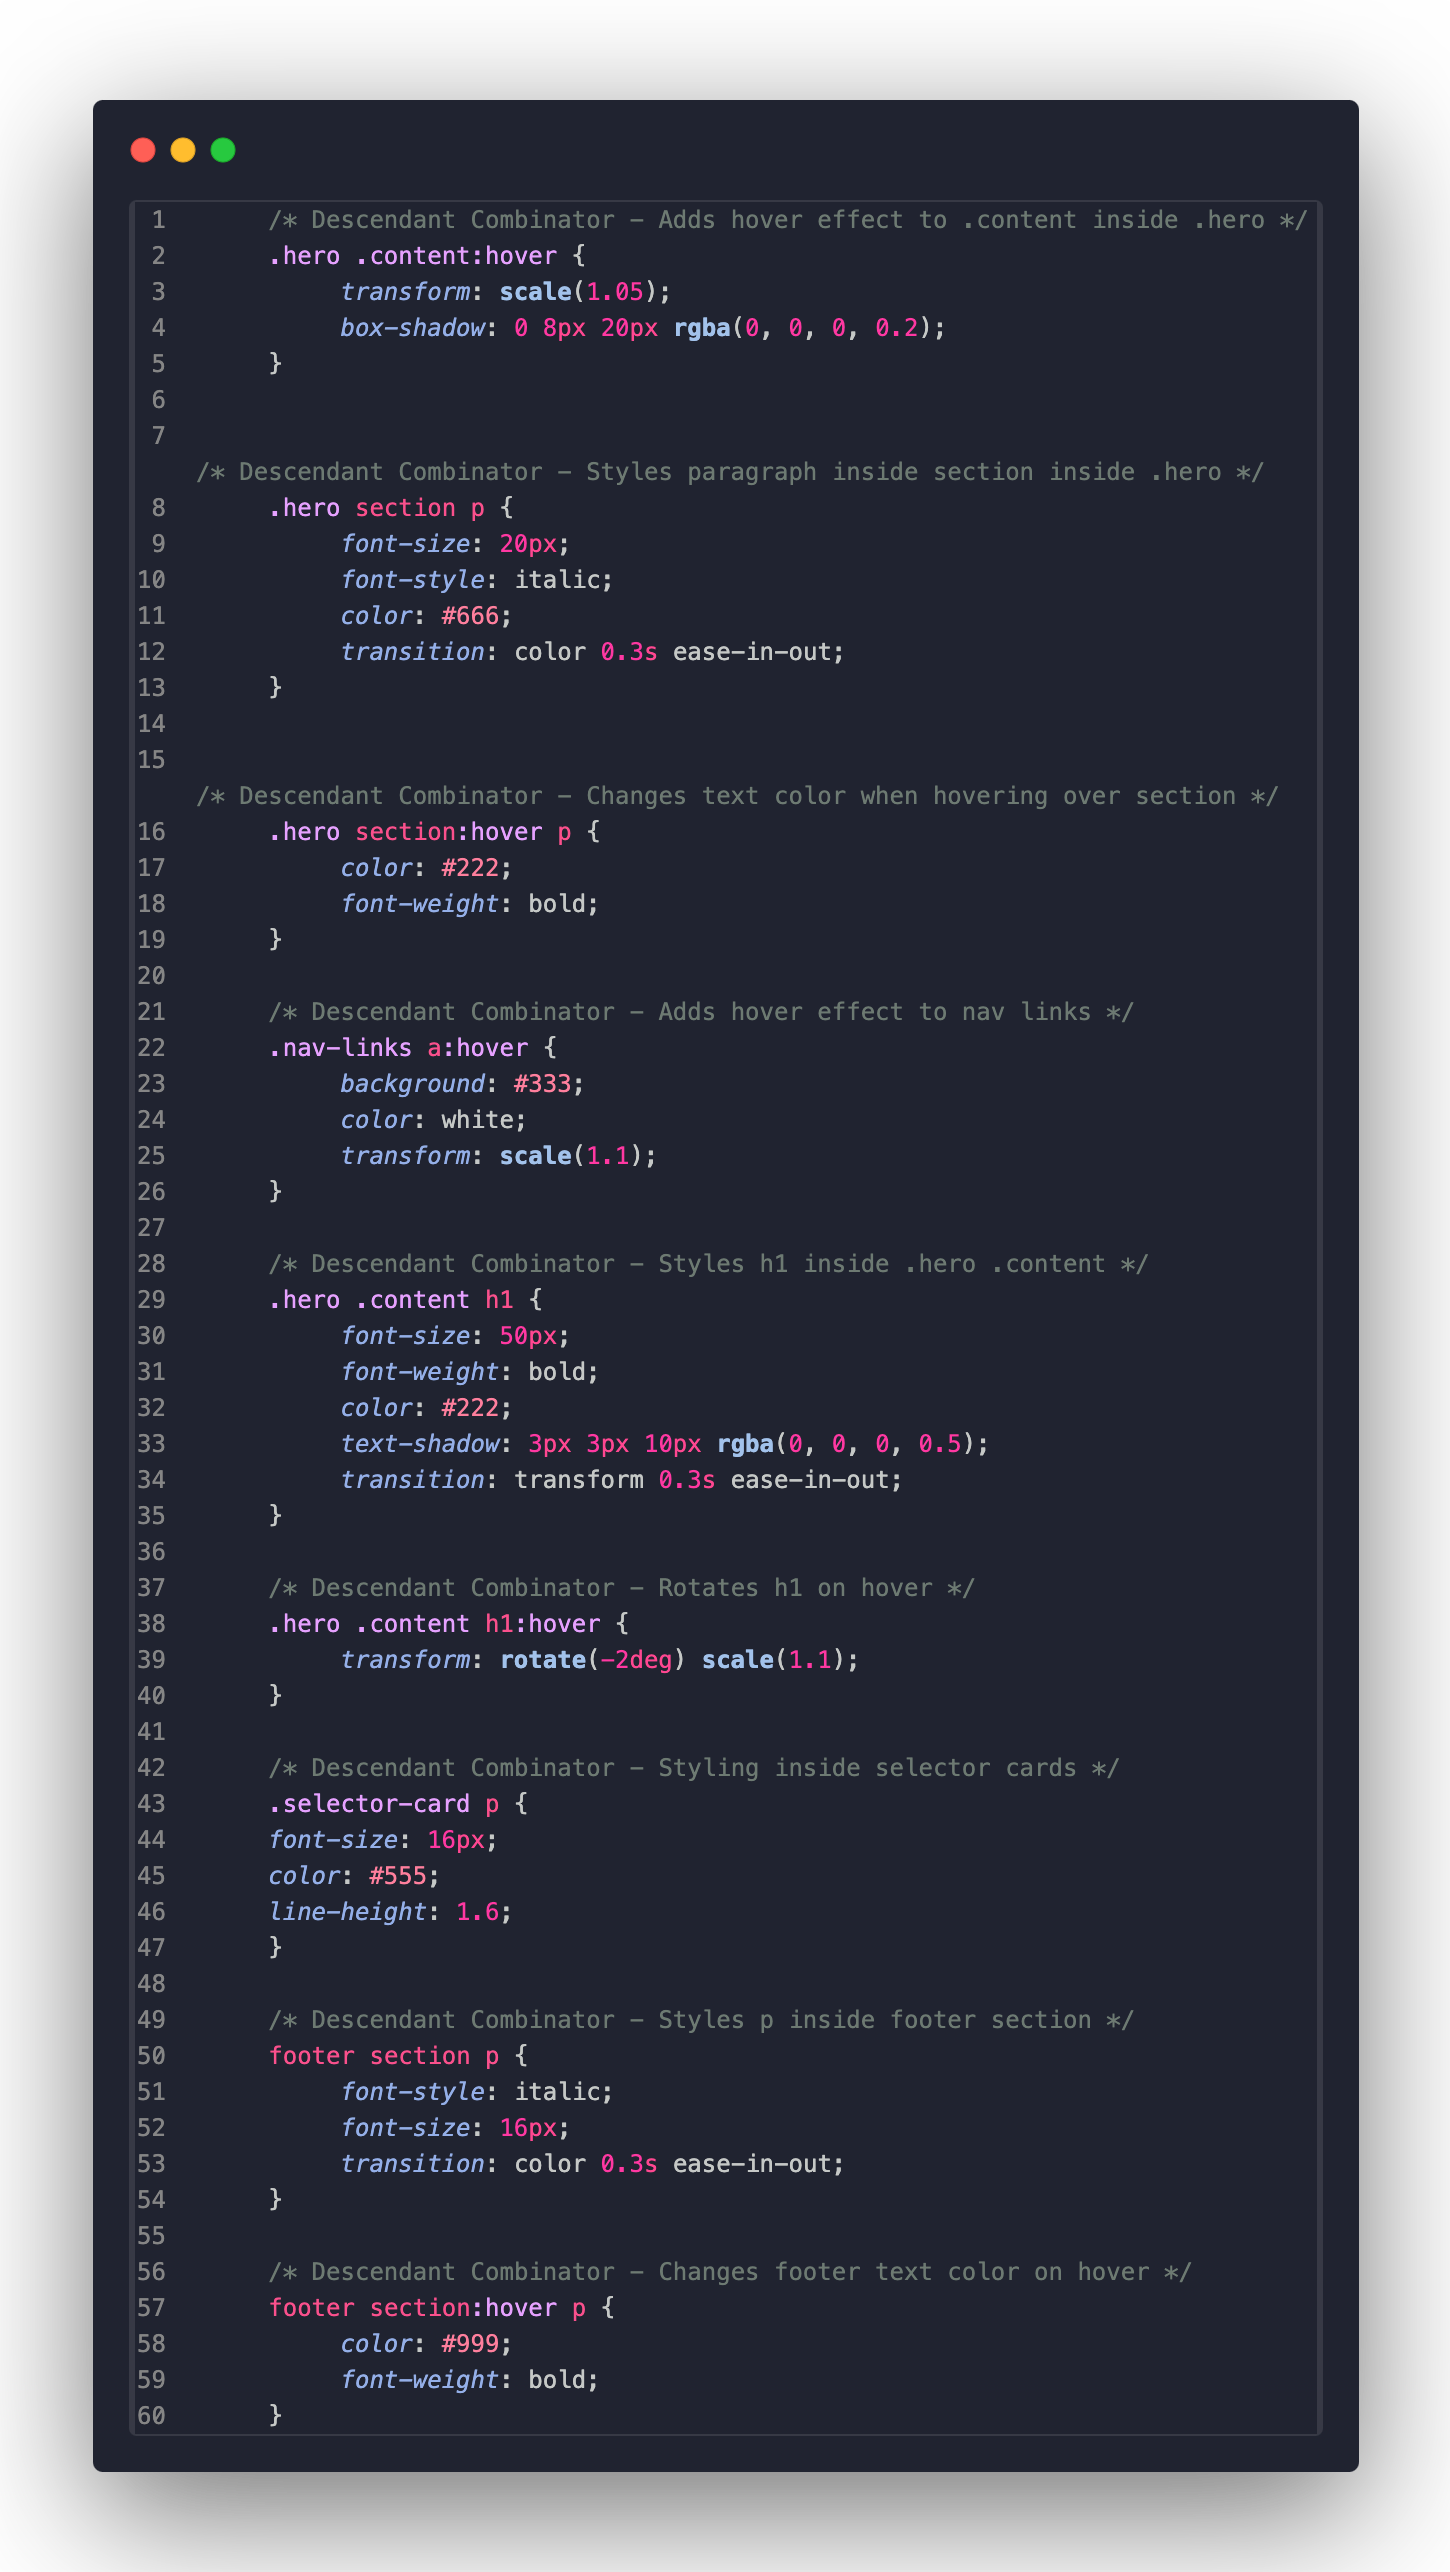 1 /* Descendant Combinator - Adds hover effect to .content inside .hero */
2 .hero .content:hover {
3 transform: scale(1.05);
4 box-shadow: 0 8px 20px rgba(0, 0, 0, 0.2);
5 }
6
7
/* Descendant Combinator - Styles paragraph inside section inside .hero */
8 .hero section p {
9 font-size: 20px;
10 font-style: italic;
11 color: #666;
12 transition: color 0.3s ease-in-out;
13 }
14
15
/* Descendant Combinator - Changes text color when hovering over section */
16 .hero section:hover p {
17 color: #222;
18 font-weight: bold;
19 }
20
21 /* Descendant Combinator - Adds hover effect to nav links */
22 .nav-links a:hover {
23 background: #333;
24 color: white;
25 transform: scale(1.1);
26 }
27
28 /* Descendant Combinator - Styles h1 inside .hero .content */
29 .hero .content h1 {
30 font-size: 50px;
31 font-weight: bold;
32 color: #222;
33 text-shadow: 3px 3px 10px rgba(0, 0, 0, 0.5);
34 transition: transform 0.3s ease-in-out;
35 }
36
37 /* Descendant Combinator - Rotates h1 on hover */
38 .hero .content h1:hover {
39 transform: rotate(-2deg) scale(1.1);
40 }
41
42 /* Descendant Combinator - Styling inside selector cards */
43 .selector-card p {
44 font-size: 16px;
45 color: #555;
46 line-height: 1.6;
47 }
48
49 /* Descendant Combinator - Styles p inside footer section */
50 footer section p {
51 font-style: italic;
52 font-size: 16px;
53 transition: color 0.3s ease-in-out;
54 }
55
56 /* Descendant Combinator - Changes footer text color on hover */
57 footer section:hover p {
58 color: #999;
59 font-weight: bold;
60 }